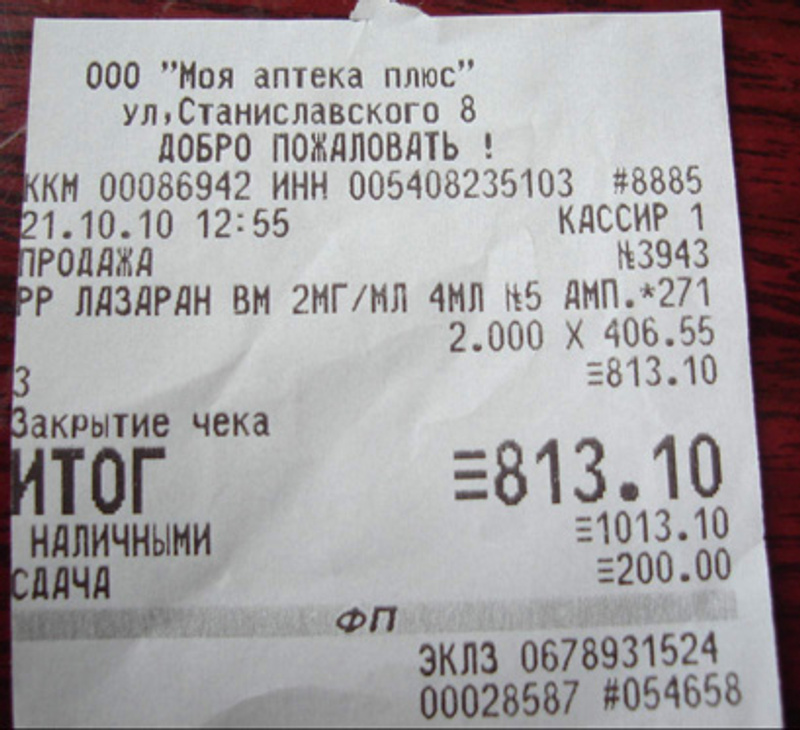 ООО "Моя аптека плюс"
ул,Станиславского 8
ДОБРО ПОЖАЛОВАТЬ !
ККМ 00086942 ИНН 005408235103 #8885
21.10.10 12:55 КАССИР 1
ПРОДАЖА №3943
РР ЛАЗАРАН ВМ 2МГ/МЛ 4МЛ №5 АМП.*271
2.000 X 406.55
3 ≡813.10
Закрытие чека
ИТОГ ≡813.10
НАЛИЧНЫМИ ≡1013.10
СДАЧА ≡200.00
ФП
ЭКЛЗ 0678931524
00028587 #054658